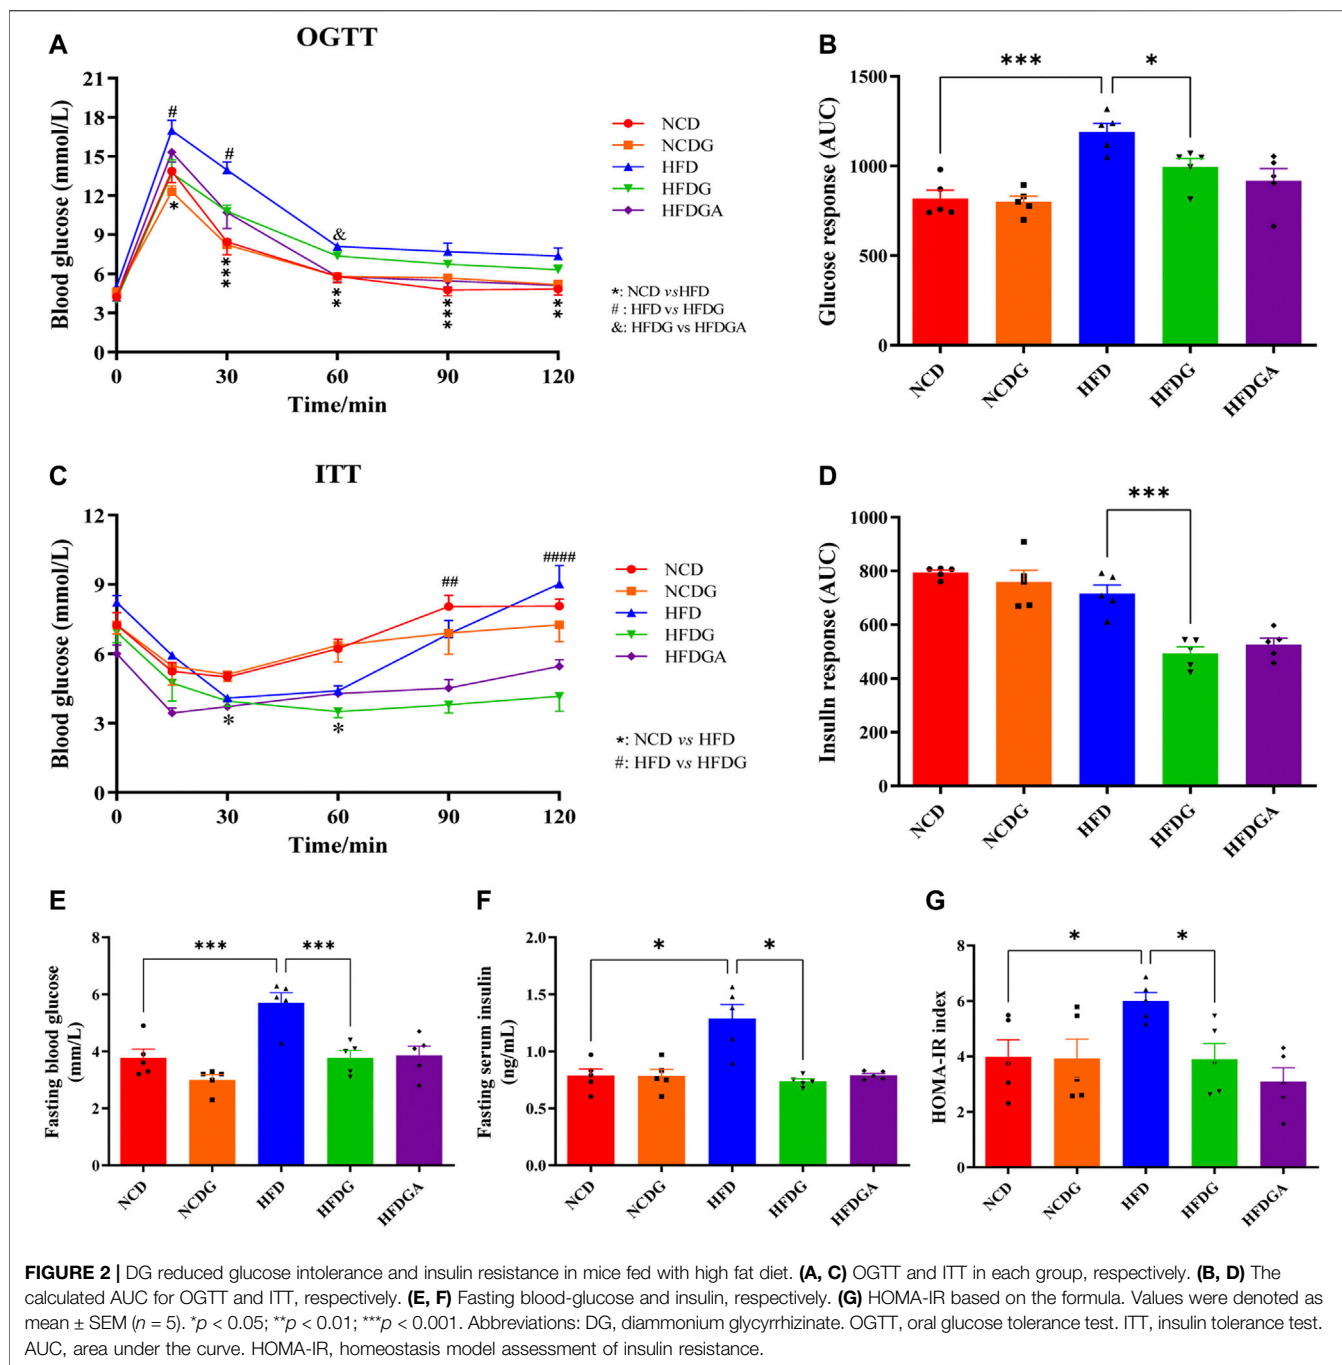 A
OGTT
Blood glucose (mmol/L)
21
18
15
12
9
6
3
0
0
30
60
90
120
Time/min
#
#
&
*
***
**
***
**
NCD
NCDG
HFD
HFDG
HFDGA
*: NCD vsHFD
# : HFD vs HFDG
&: HFDG vs HFDGA
B
Glucose response (AUC)
1500
1000
500
0
***
*
NCD
NCDG
HFD
HFDG
HFDGA
C
ITT
Blood glucose (mmol/L)
12
9
6
3
0
0
30
60
90
120
Time/min
##
####
*
*
NCD
NCDG
HFD
HFDG
HFDGA
*: NCD vs HFD
#: HFD vs HFDG
D
Insulin response (AUC)
1000
800
600
400
200
0
***
NCD
NCDG
HFD
HFDG
HFDGA
E
Fasting blood glucose
(mm/L)
8
6
4
2
0
***
***
NCD
NCDG
HFD
HFDG
HFDGA
F
Fasting serum insulin
(ng/mL)
2.0
1.5
1.0
0.5
0.0
*
*
NCD
NCDG
HFD
HFDG
HFDGA
G
HOMA-IR index
8
6
4
2
0
*
*
NCD
NCDG
HFD
HFDG
HFDGA
FIGURE 2 | DG reduced glucose intolerance and insulin resistance in mice fed with high fat diet. (A, C) OGTT and ITT in each group, respectively. (B, D) The
calculated AUC for OGTT and ITT, respectively. (E, F) Fasting blood-glucose and insulin, respectively. (G) HOMA-IR based on the formula. Values were denoted as
mean ± SEM (n = 5). *p < 0.05; **p < 0.01; ***p < 0.001. Abbreviations: DG, diammonium glycyrrhizinate. OGTT, oral glucose tolerance test. ITT, insulin tolerance test.
AUC, area under the curve. HOMA-IR, homeostasis model assessment of insulin resistance.